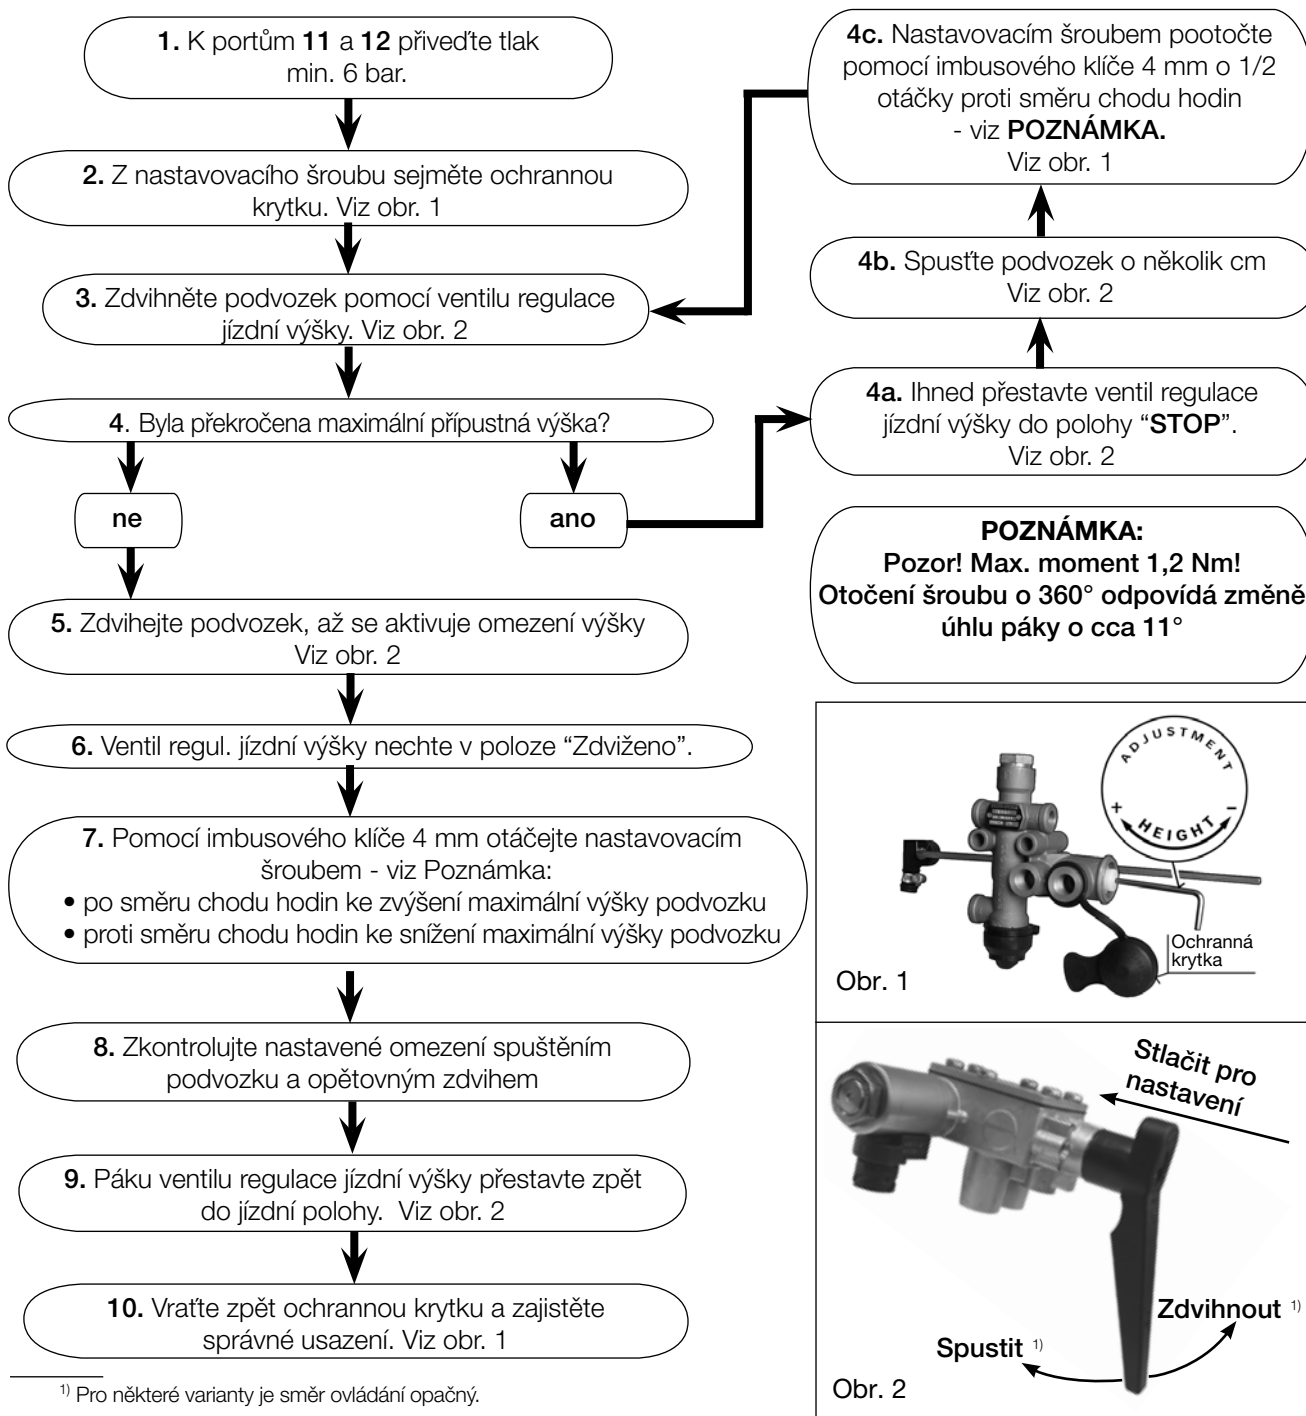 1. K portům 11 a 12 přiveďte tlak
min. 6 bar.
2. Z nastavovacího šroubu sejměte ochrannou
krytku. Viz obr. 1
3. Zdvihněte podvozek pomocí ventilu regulace
jízdní výšky. Viz obr. 2
4. Byla překročena maximální přípustná výška?
ne
ano
4a. Ihned přestavte ventil regulace
jízdní výšky do polohy “STOP”.
Viz obr. 2
4b. Spusťte podvozek o několik cm
Viz obr. 2
4c. Nastavovacím šroubem pootočte
pomocí imbusového klíče 4 mm o 1/2
otáčky proti směru chodu hodin
- viz POZNÁMKA.
Viz obr. 1
POZNÁMKA:
Pozor! Max. moment 1,2 Nm!
Otočení šroubu o 360° odpovídá změně
úhlu páky o cca 11°
5. Zdvihejte podvozek, až se aktivuje omezení výšky
Viz obr. 2
6. Ventil regul. jízdní výšky nechte v poloze “Zdviženo”.
7. Pomocí imbusového klíče 4 mm otáčejte nastavovacím
šroubem - viz Poznámka:
• po směru chodu hodin ke zvýšení maximální výšky podvozku
• proti směru chodu hodin ke snížení maximální výšky podvozku
8. Zkontrolujte nastavené omezení spuštěním
podvozku a opětovným zdvihem
9. Páku ventilu regulace jízdní výšky přestavte zpět
do jízdní polohy. Viz obr. 2
10. Vraťte zpět ochrannou krytku a zajistěte
správné usazení. Viz obr. 1
1) Pro některé varianty je směr ovládání opačný.
ADJUSTMENT
+ HEIGHT -
Ochranná
krytka
Obr. 1
Stlačit pro
nastavení
Zdvihnout 1)
Spustit 1)
Obr. 2